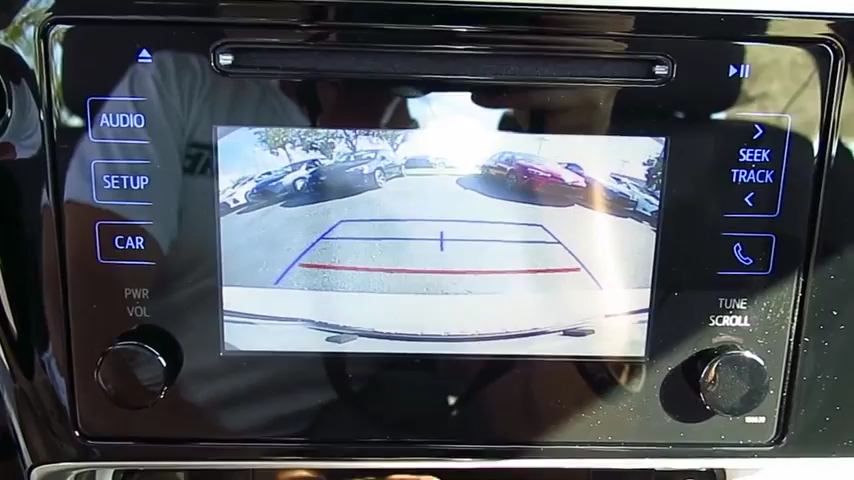 AUDIO
SETUP
CAR
PWR
VOL
SEEK
TRACK
TUNE
SCROLL